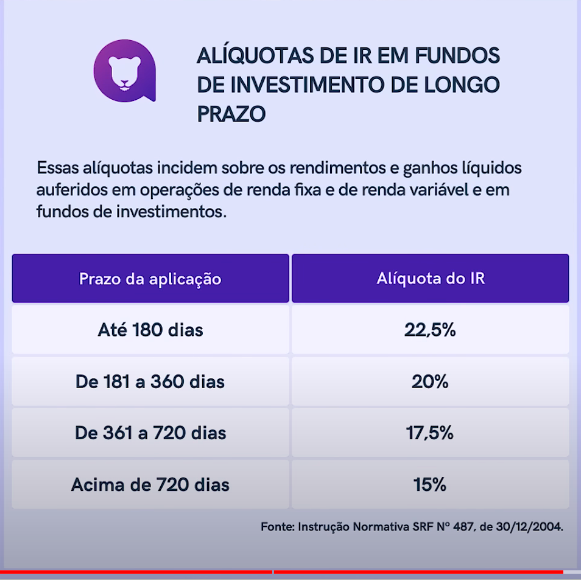 ALÍQUOTAS DE IR EM FUNDOS
DE INVESTIMENTO DE LONGO
PRAZO
Essas alíquotas incidem sobre os rendimentos e ganhos líquidos
auferidos em operações de renda fixa e de renda variável e em
fundos de investimentos.
Prazo da aplicação Alíquota do IR
Até 180 dias 22,5%
De 181 a 360 dias 20%
De 361 a 720 dias 17,5%
Acima de 720 dias 15%
Fonte: Instrução Normativa SRF Nº 487, de 30/12/2004.